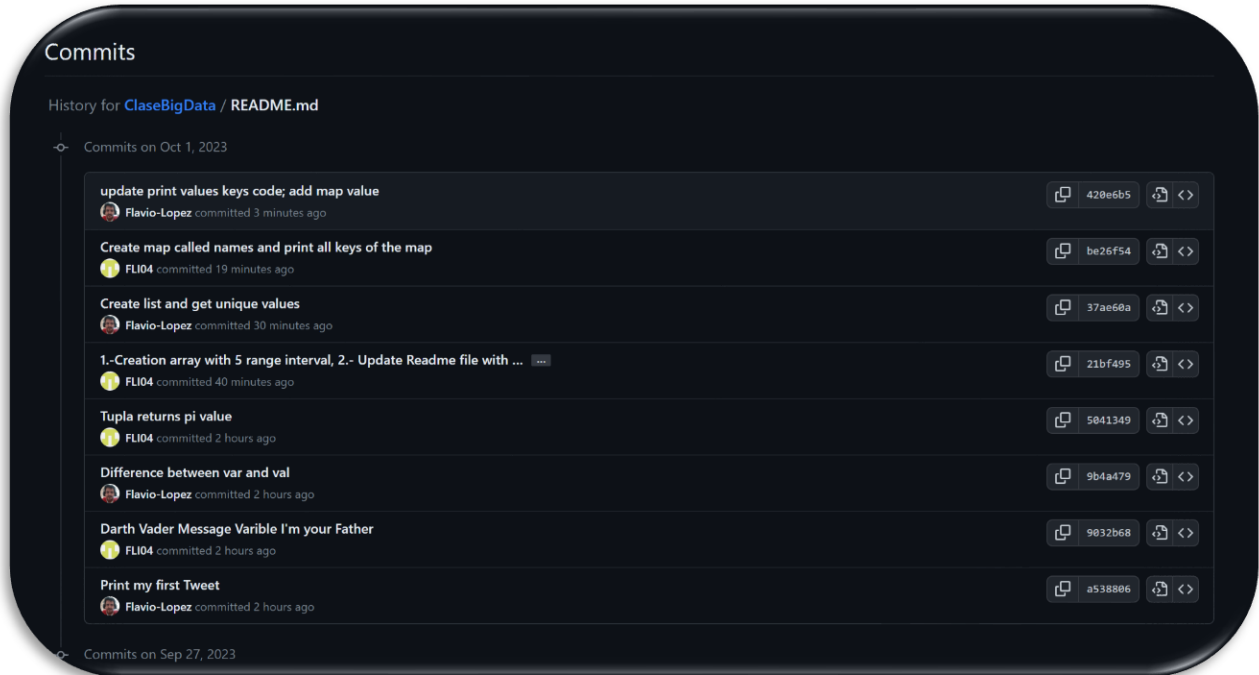 Commits
History for ClaseBigData / README.md
Commits on Oct 1, 2023
update print values keys code; add map value
Flavio-Lopez committed 3 minutes ago
420e6b5
Create map called names and print all keys of the map
FLI04 committed 19 minutes ago
be26f54
Create list and get unique values
Flavio-Lopez committed 30 minutes ago
37ae60a
1.-Creation array with 5 range interval, 2.- Update Readme file with ... ...
FLI04 committed 40 minutes ago
21bf495
Tupla returns pi value
FLI04 committed 2 hours ago
5041349
Difference between var and val
Flavio-Lopez committed 2 hours ago
9b4a479
Darth Vader Message Varible I'm your Father
FLI04 committed 2 hours ago
9032b68
Print my first Tweet
Flavio-Lopez committed 2 hours ago
a538806
Commits on Sep 27, 2023